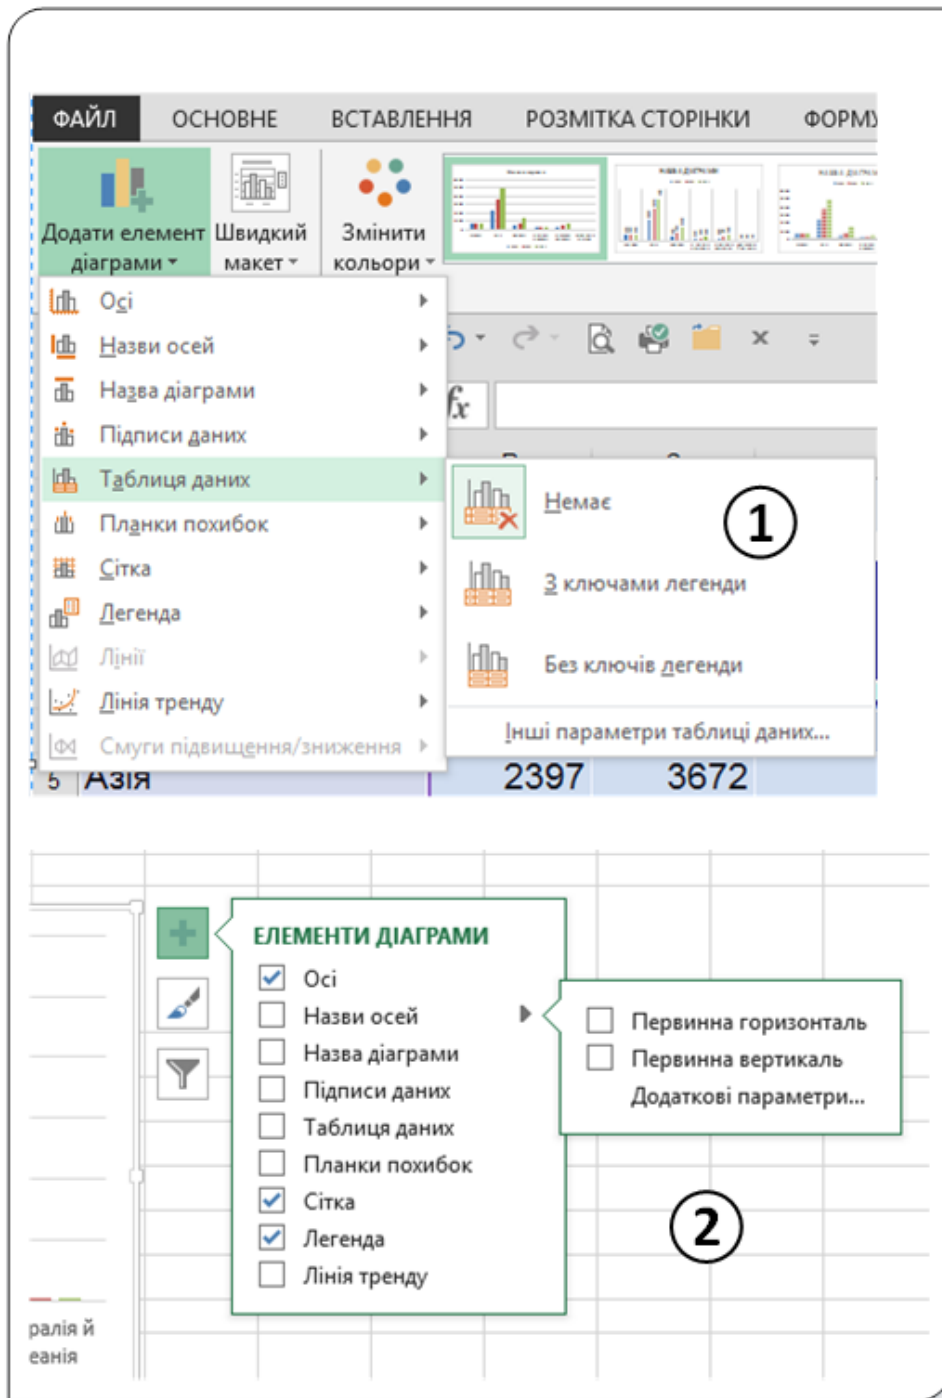 ФАЙЛ ОСНОВНЕ ВСТАВЛЕННЯ РОЗМІТКА СТОРІНКИ ФОРМУ
Додати елемент діаграми
Швидкий макет
Змінити кольори
Осі
Назви осей
Назва діаграми
Підписи даних
Таблиця даних
Планки похибок
Сітка
Легенда
Лінії
Лінія тренду
Смуги підвищення/зниження
fx
Немає
1
З ключами легенди
Без ключів легенди
Інші параметри таблиці даних...
5 Азія 2397 3672
ЕЛЕМЕНТИ ДІАГРАМИ
Осі
Назви осей
Назва діаграми
Підписи даних
Таблиця даних
Планки похибок
Сітка
Легенда
Лінія тренду
Первинна горизонталь
Первинна вертикаль
Додаткові параметри...
2
ралія й
еанія